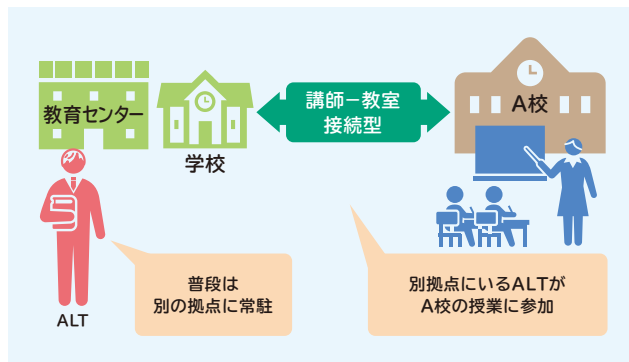 教育センター
学校
講師－教室
接続型
A校
ALT
普段は
別の拠点に常駐
別拠点にいるALTが
A校の授業に参加